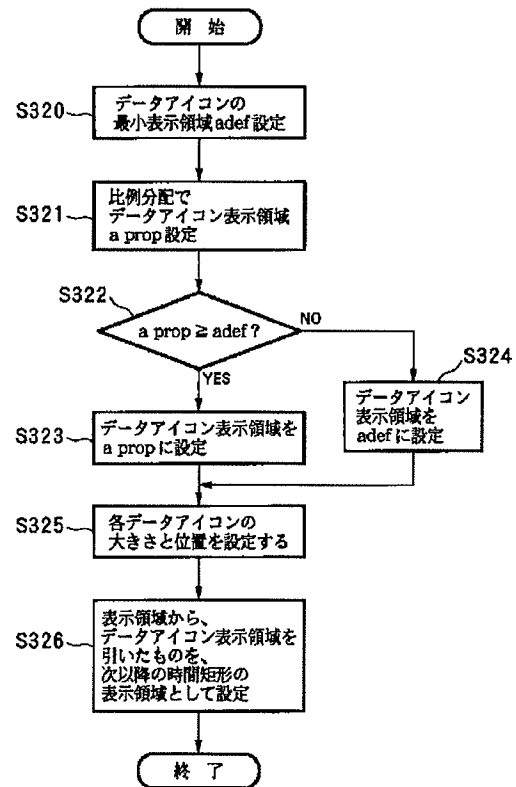 開 始
S320
データアイコンの
最小表示領域adef設定
S321
比例分配で
データアイコン表示領域
a prop設定
S322
a prop ≧ adef ?
NO
YES
S324
データアイコン
表示領域を
adefに設定
S323
データアイコン表示領域を
a propに設定
S325
各データアイコンの
大きさと位置を設定する
S326
表示領域から、
データアイコン表示領域を
引いたものを、
次以降の時間矩形の
表示領域として設定
終 了